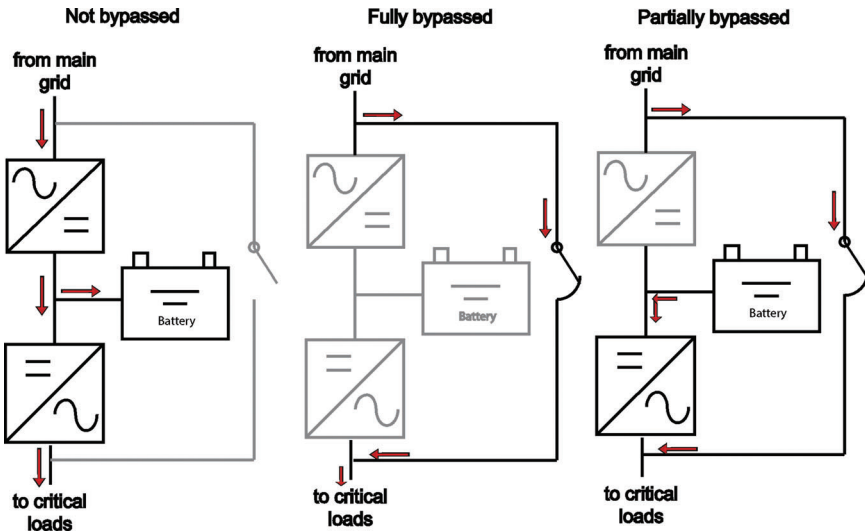 Not bypassed
Fully bypassed
Partially bypassed
from main
grid
from main
grid
from main
grid
Battery
Battery
Battery
to critical
loads
to critical
loads
to critical
loads